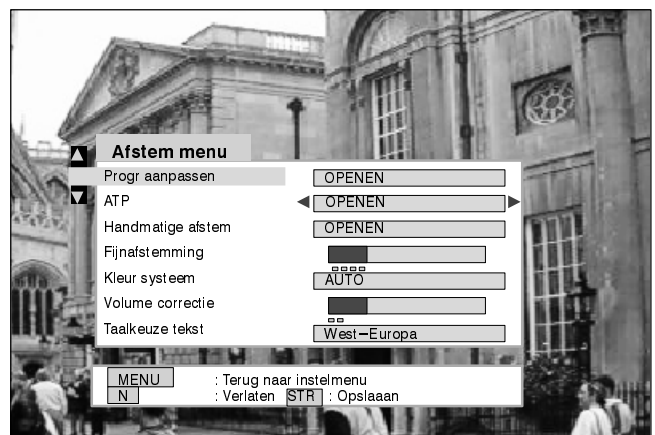 Afstem menu
Progr aanpassen OPENEN
ATP OPENEN
Handmatige afstem OPENEN
Fijnafstemming
Kleur systeem AUTO
Volume correctie
Taalkeuze tekst West-Europa
MENU : Terug naar instelmenu
N : Verlaten STR : Opslaaan